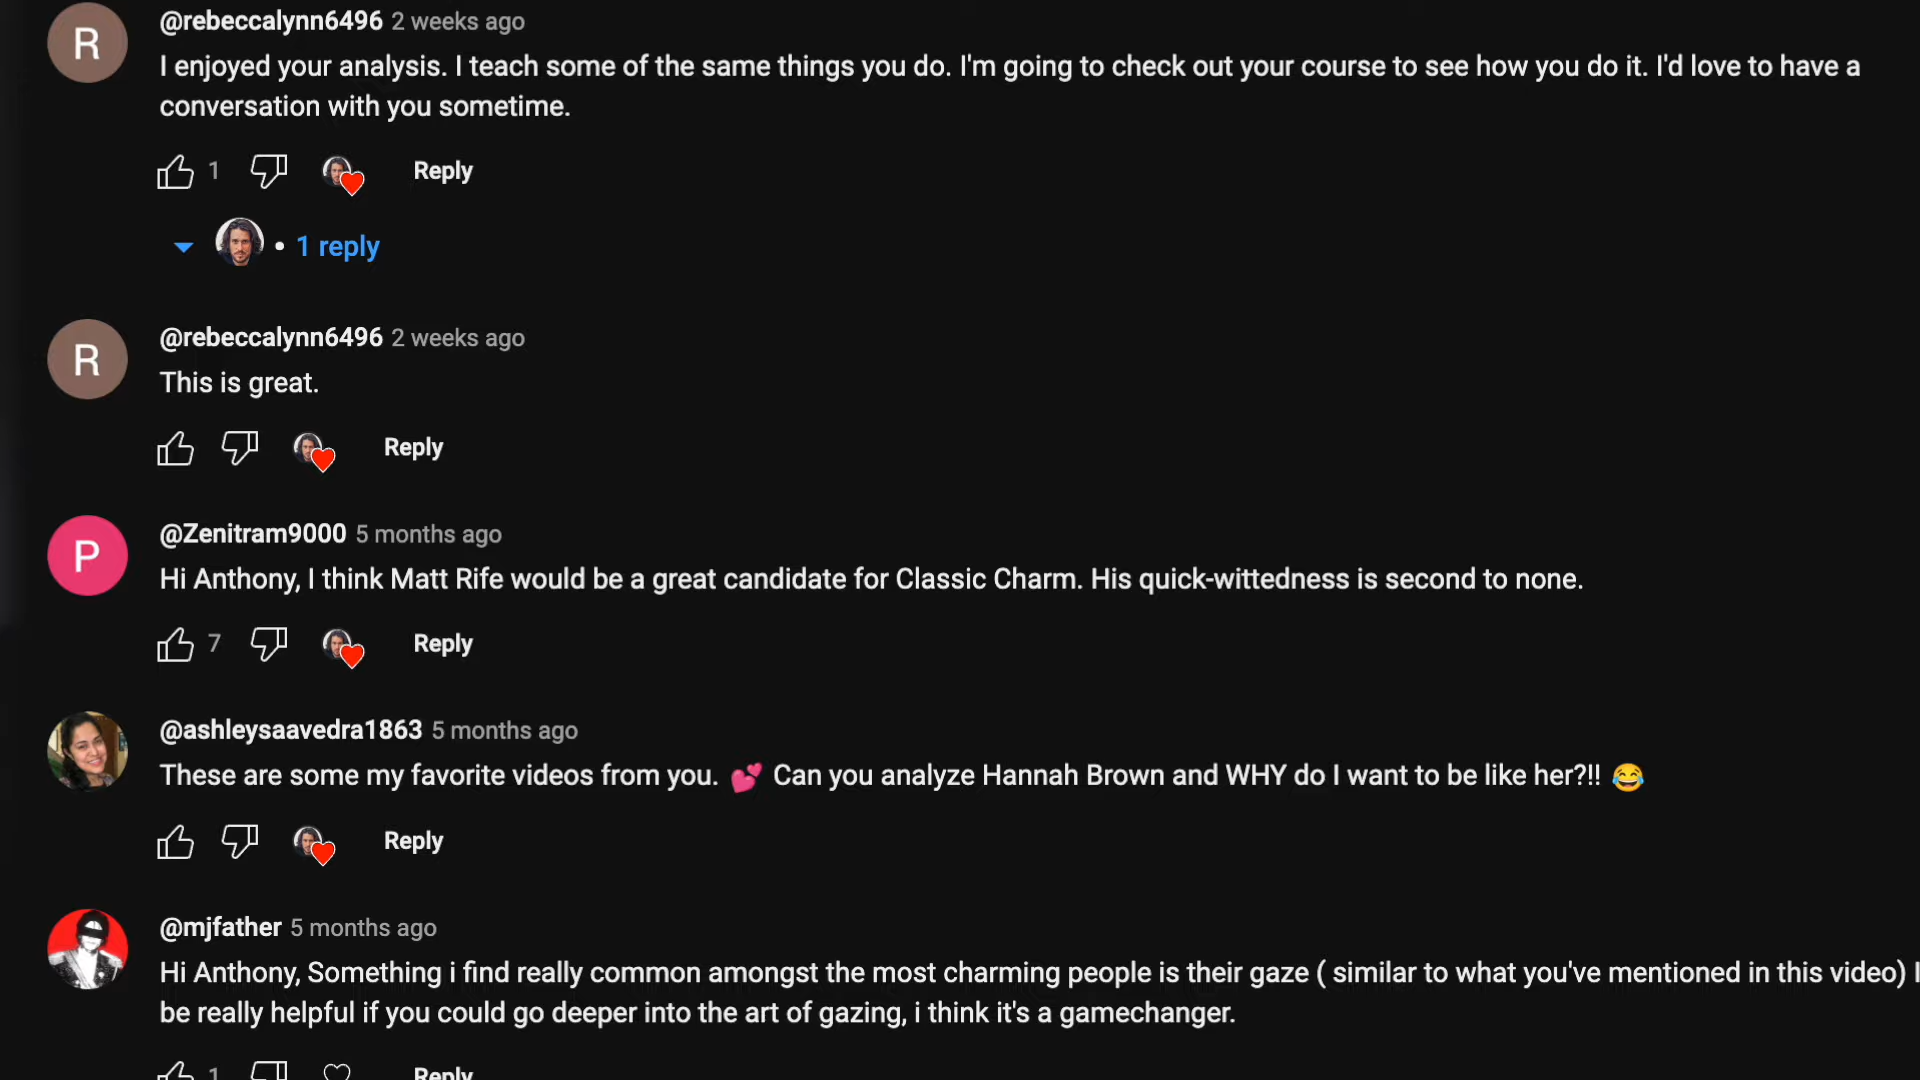 R
@rebeccalynn6496 2 weeks ago
I enjoyed your analysis. I teach some of the same things you do. I'm going to check out your course to see how you do it. I'd love to have a
conversation with you sometime.
1 Reply
• 1 reply
R
@rebeccalynn6496 2 weeks ago
This is great.
Reply
P
@Zenitram9000 5 months ago
Hi Anthony, I think Matt Rife would be a great candidate for Classic Charm. His quick-wittedness is second to none.
7 Reply
@ashleysaavedra1863 5 months ago
These are some my favorite videos from you. 💕 Can you analyze Hannah Brown and WHY do I want to be like her?!! 😂
Reply
@mjfather 5 months ago
Hi Anthony, Something i find really common amongst the most charming people is their gaze ( similar to what you've mentioned in this video) I
be really helpful if you could go deeper into the art of gazing, i think it's a gamechanger.
1 Reply